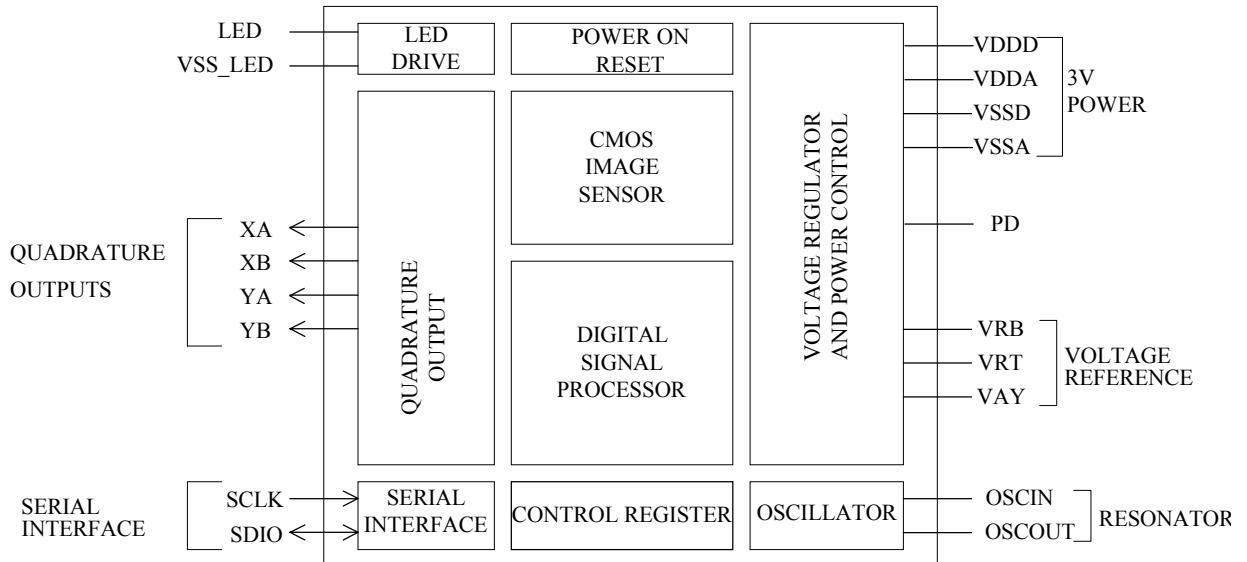 LED
VSS_LED
LED
DRIVE
POWER ON
RESET
VDDD
VDDA
VSSD
VSSA
3V
POWER
CMOS
IMAGE
SENSOR
VOLTAGE REGULATOR
AND POWER CONTROL
PD
QUADRATURE
OUTPUTS
XA
XB
YA
YB
QUADRATURE
OUTPUT
DIGITAL
SIGNAL
PROCESSOR
VRB
VRT
VAY
VOLTAGE
REFERENCE
SERIAL
INTERFACE
SCLK
SDIO
SERIAL
INTERFACE
CONTROL REGISTER
OSCILLATOR
OSCIN
OSCOUT
RESONATOR